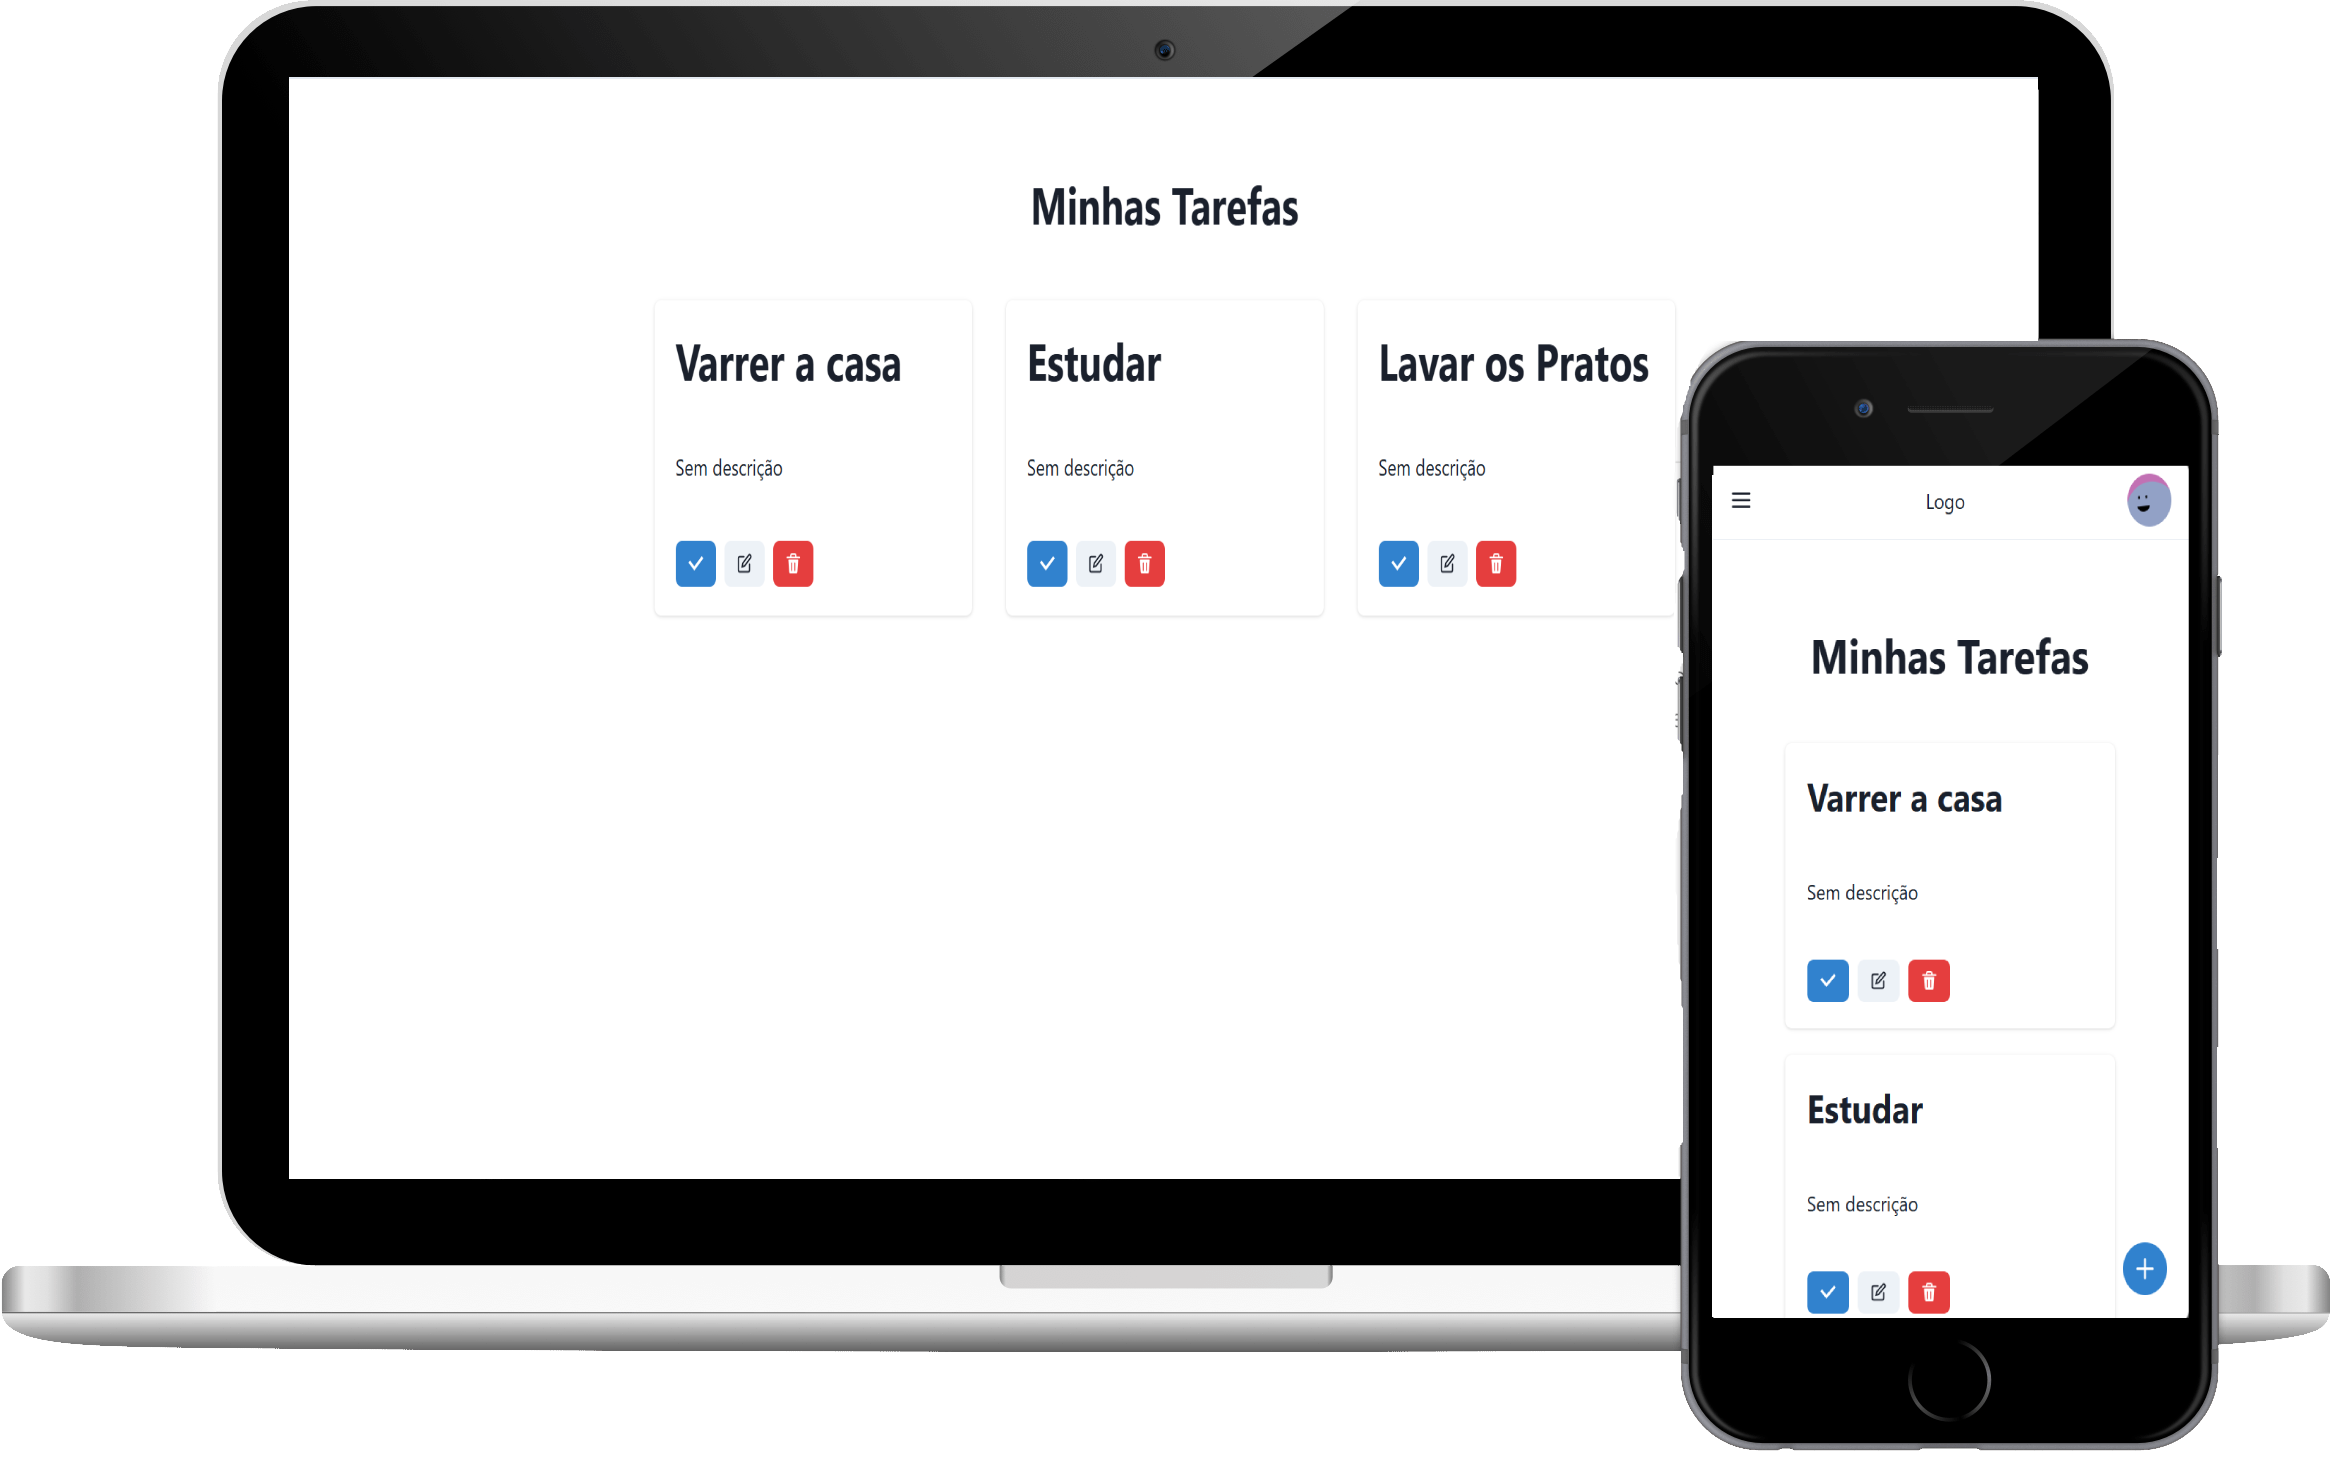 Minhas Tarefas
Varrer a casa
Sem descrição
Estudar
Sem descrição
Lavar os Pratos
Sem descrição
Logo
Minhas Tarefas
Varrer a casa
Sem descrição
Estudar
Sem descrição